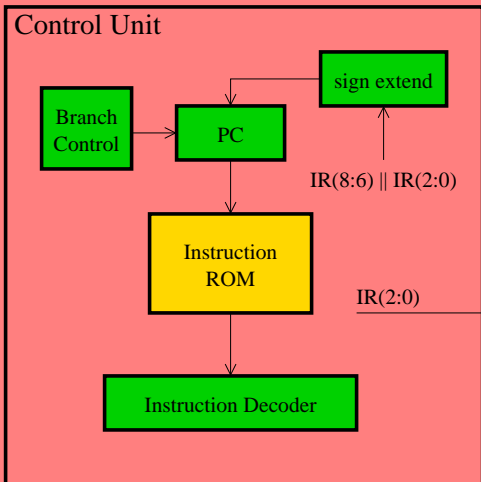 Control Unit
sign extend
Branch
Control
PC
IR(8:6) || IR(2:0)
Instruction
ROM
IR(2:0)
Instruction Decoder